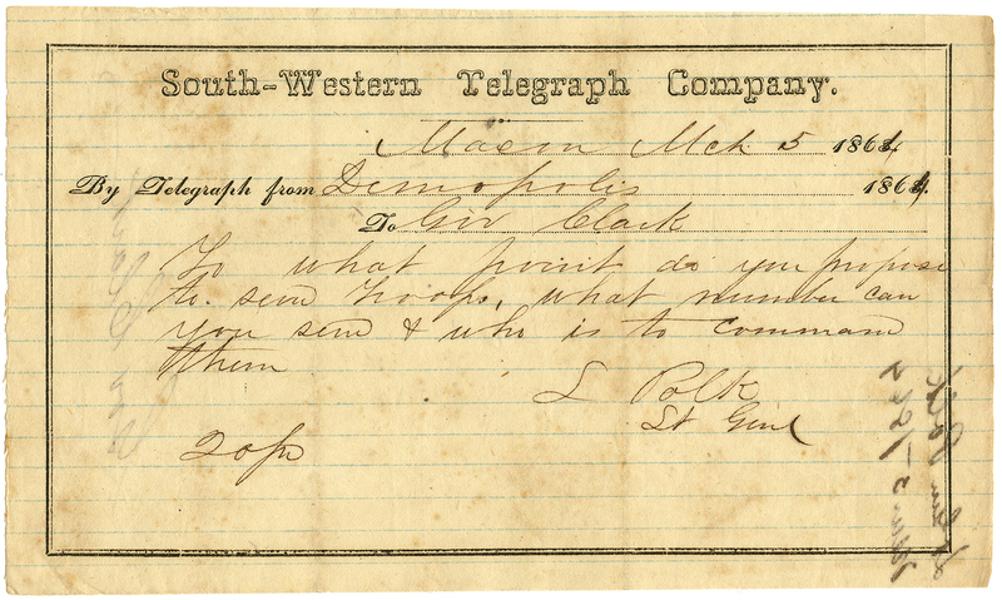 South-Western Telegraph Company.
Macon Mch 5 1864
By Telegraph from Demopolis 1864.
To Gov Clark
To what point do you propose
to send troops, what number can
you send & who is to command
them
L Polk
Lt Genl
20